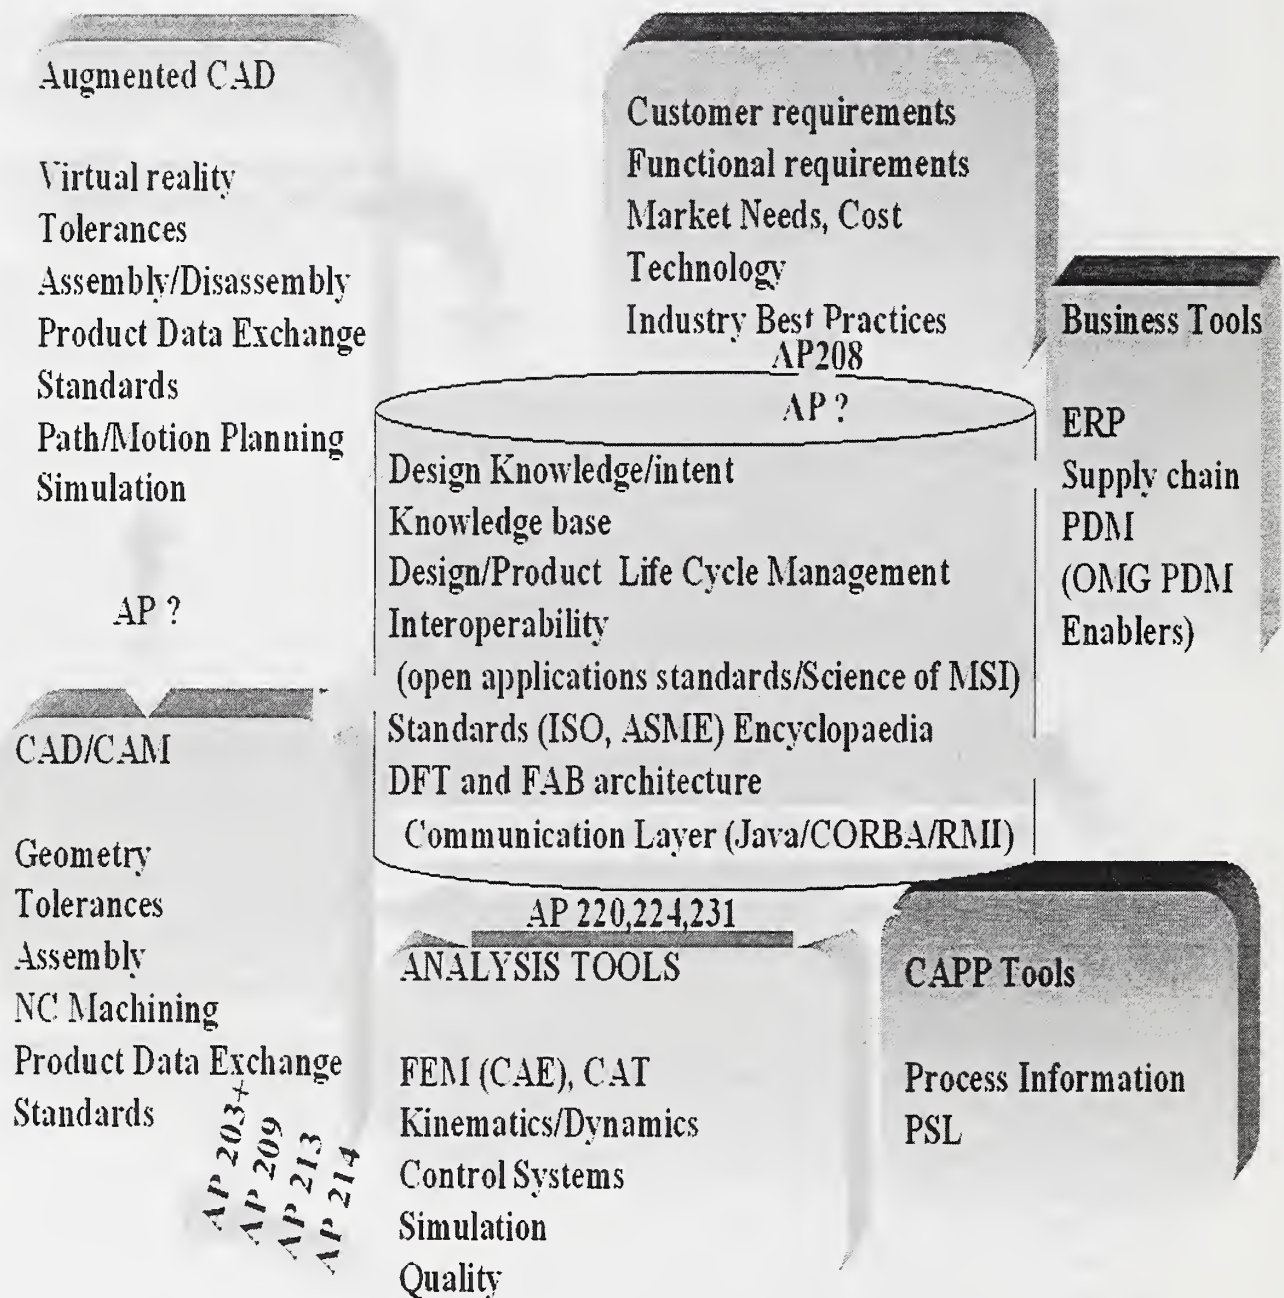 Augmented CAD
Virtual reality
Tolerances
Assembly/Disassembly
Product Data Exchange
Standards
Path/Motion Planning
Simulation
AP ?
Customer requirements
Functional requirements
Market Needs, Cost
Technology
Industry Best Practices
AP208
AP ?
Business Tools
ERP
Supply chain
PDM
(OMG PDM
Enablers)
Design Knowledge/intent
Knowledge base
Design/Product Life Cycle Management
Interoperability
(open applications standards/Science of MSI)
Standards (ISO, ASME) Encyclopaedia
DFT and FAB architecture
Communication Layer (Java/CORBA/RMI)
CAD/CAM
Geometry
Tolerances
Assembly
NC Machining
Product Data Exchange
Standards
AP 203+
AP 209
AP 213
AP 214
AP 220,224,231
ANALYSIS TOOLS
FEM (CAE), CAT
Kinematics/Dynamics
Control Systems
Simulation
Quality
CAPP Tools
Process Information
PSL